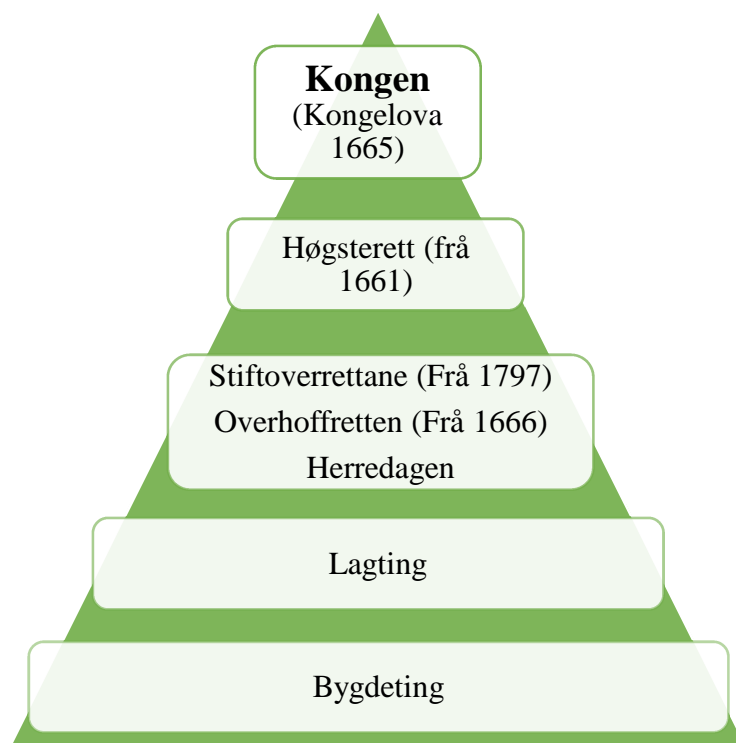 Kongen
(Kongelova
1665)
Høgsterett (frå
1661)
Stiftoverrettane (Frå 1797)
Overhoffretten (Frå 1666)
Herredagen
Lagting
Bygdeting